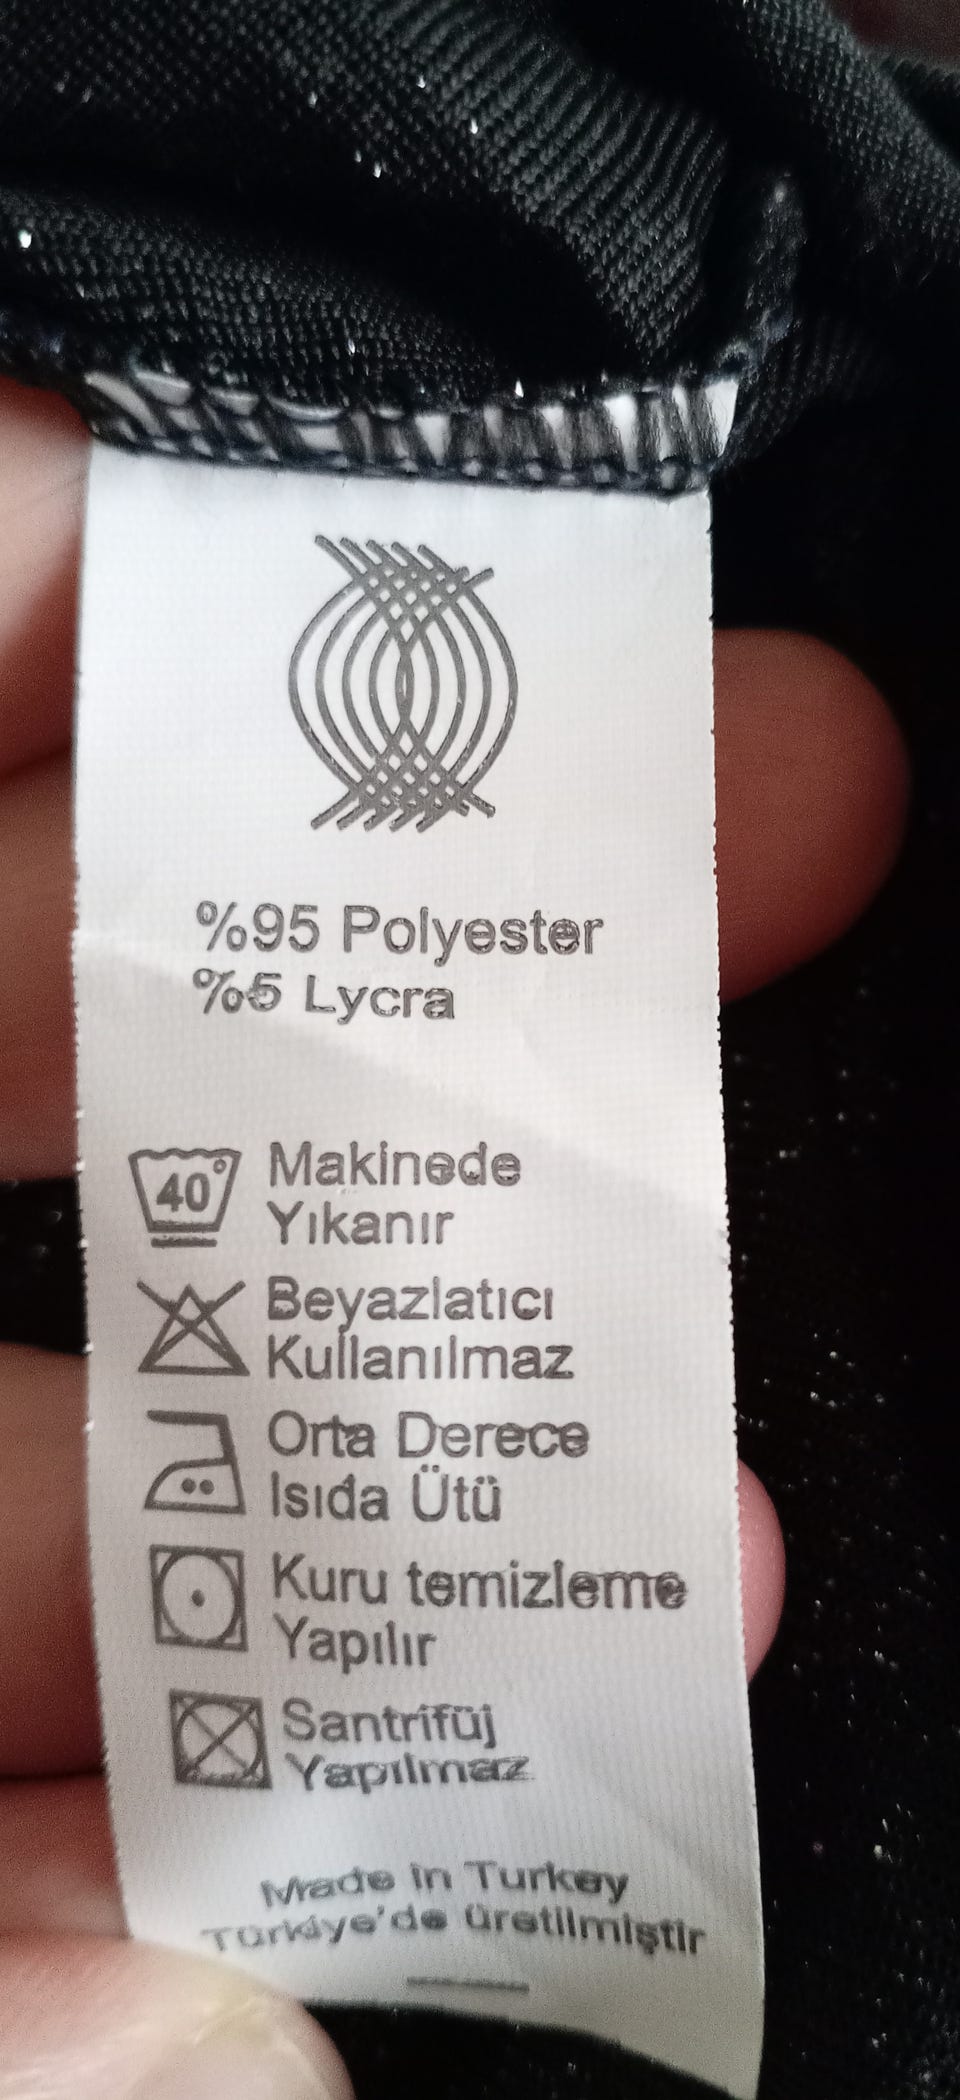 %95 Polyester
%5 Lycra
40° Makinede
Yıkanır
Beyazlatıcı
Kullanılmaz
Orta Derece
Isıda Ütü
Kuru temizleme
Yapılır
Santrifüj
Yapılmaz
Made in Turkey
Türkiye'de üretilmiştir